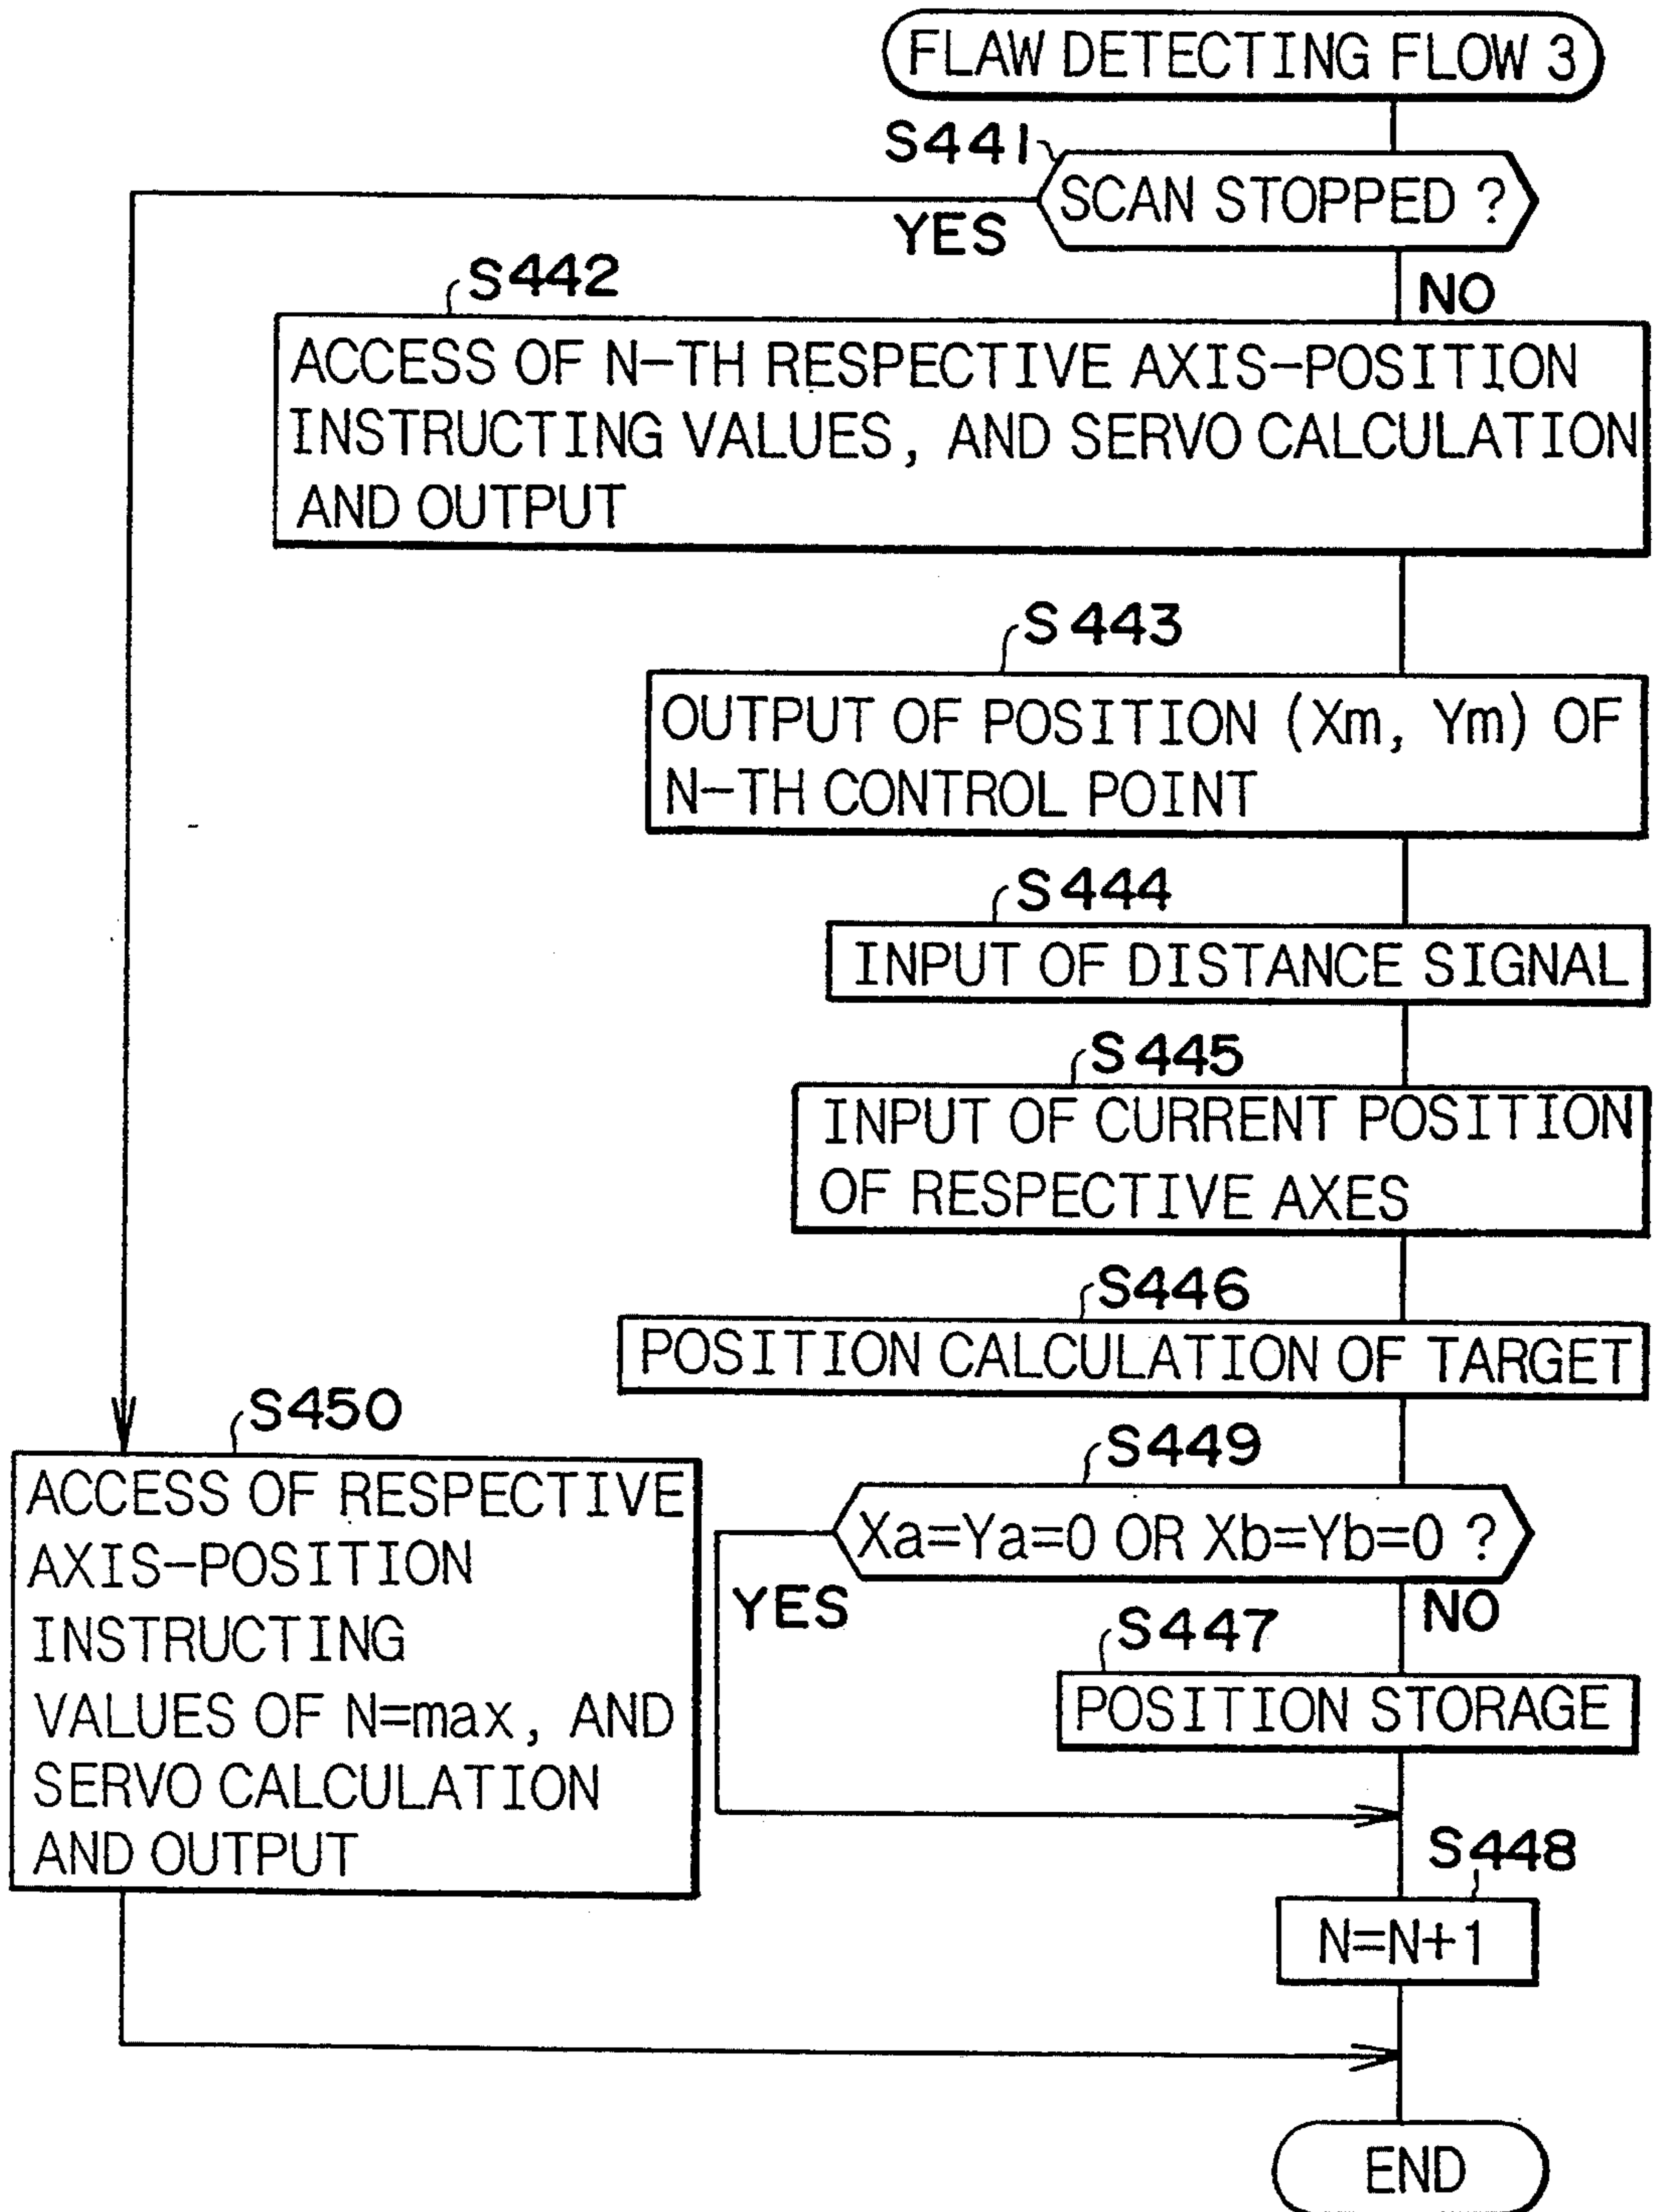 FLAW DETECTING FLOW 3
S441
SCAN STOPPED ?
YES
NO
S442
ACCESS OF N-TH RESPECTIVE AXIS-POSITION
INSTRUCTING VALUES, AND SERVO CALCULATION
AND OUTPUT
S443
OUTPUT OF POSITION (Xm, Ym) OF
N-TH CONTROL POINT
S444
INPUT OF DISTANCE SIGNAL
S445
INPUT OF CURRENT POSITION
OF RESPECTIVE AXES
S446
POSITION CALCULATION OF TARGET
S449
Xa=Ya=0 OR Xb=Yb=0 ?
YES
NO
S447
POSITION STORAGE
S450
ACCESS OF RESPECTIVE
AXIS-POSITION
INSTRUCTING
VALUES OF N=max, AND
SERVO CALCULATION
AND OUTPUT
S448
N=N+1
END